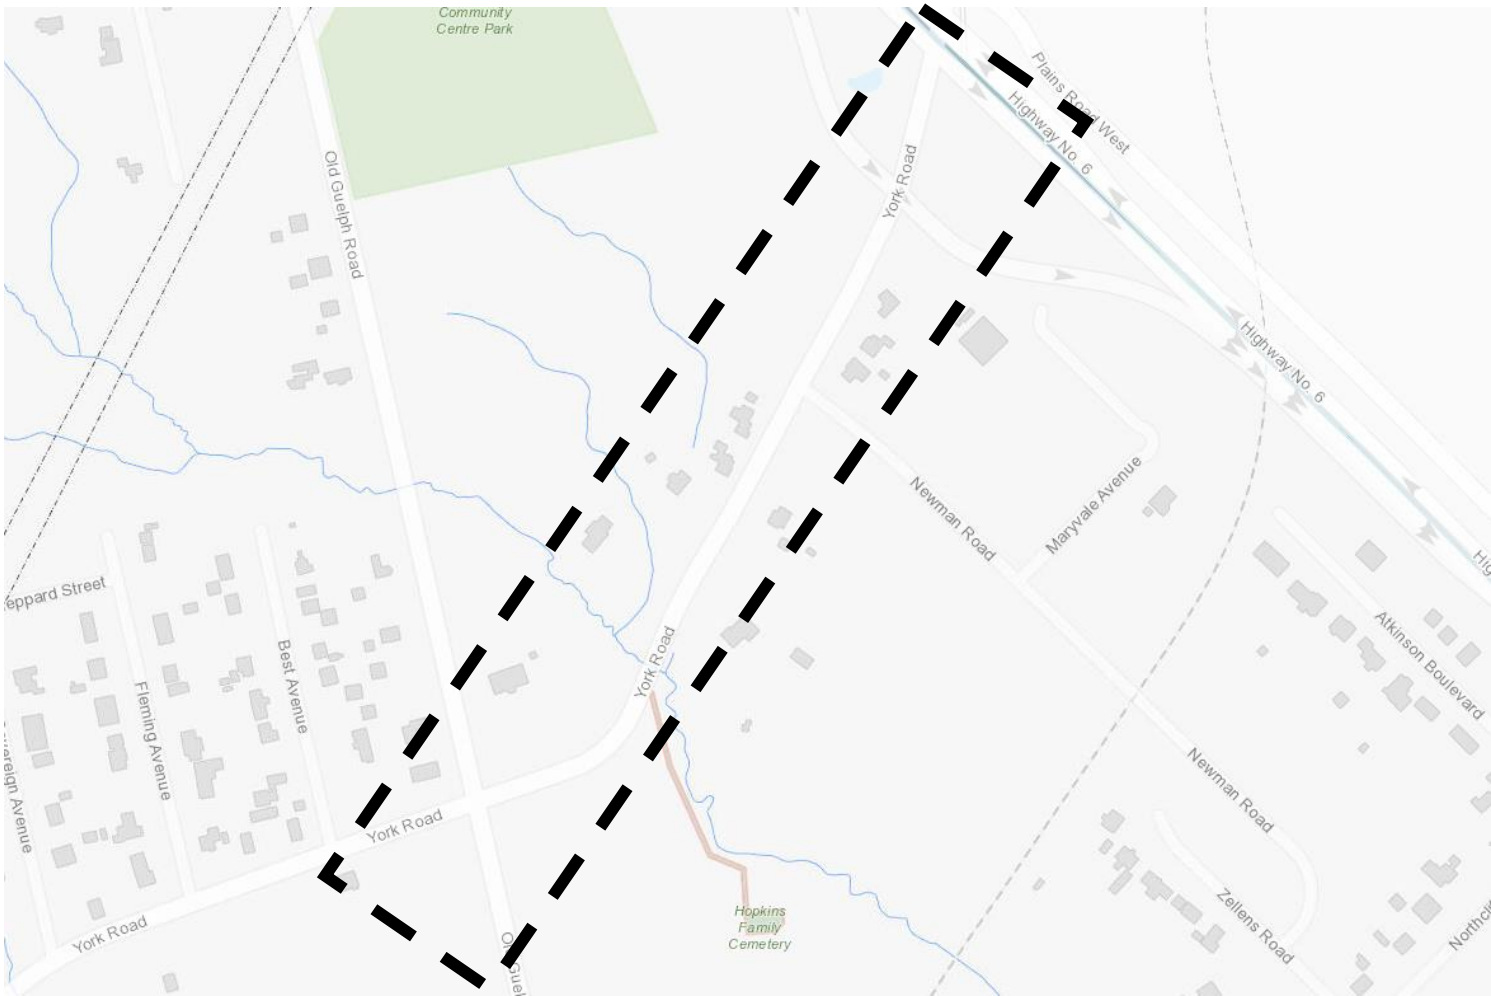 Community
Centre Park
Plains Road West
Highway No. 6
York Road
Old Guelph Road
Highway No. 6
Newman Road
Maryvale Avenue
eppard Street
Atkinson Boulevard
York Road
Best Avenue
Fleming Avenue
ereign Avenue
Newman Road
York Road
Hopkins
Family
Cemetery
Zellens Road
York Road